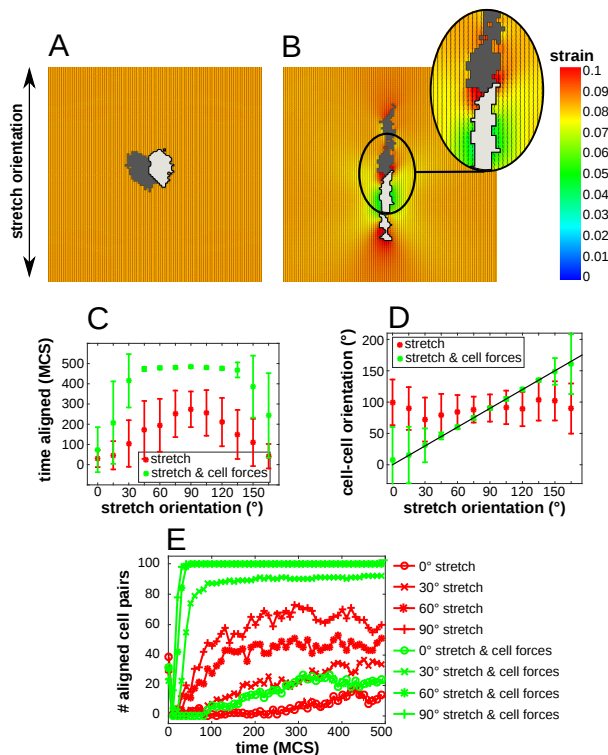 A
B
stretch orientation
strain
0.1
0.09
0.08
0.07
0.06
0.05
0.04
0.03
0.02
0.01
0
C
time aligned (MCS)
500
400
300
200
100
0
stretch
stretch & cell forces
0 30 60 90 120 150
stretch orientation (°)
D
cell-cell orientation (°)
200
150
100
50
0
stretch
stretch & cell forces
0 30 60 90 120 150
stretch orientation (°)
E
# aligned cell pairs
100
80
60
40
20
0
0 100 200 300 400 500
time (MCS)
0° stretch
30° stretch
60° stretch
90° stretch
0° stretch & cell forces
30° stretch & cell forces
60° stretch & cell forces
90° stretch & cell forces